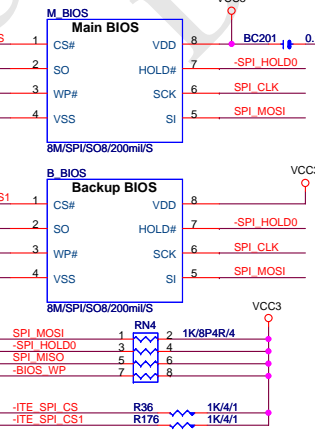 VCC3
M_BIOS
Main BIOS
1 CS# VDD 8 BC201 0.
2 SO HOLD# 7 -SPI_HOLD0
3 WP# SCK 6 SPI_CLK
4 VSS SI 5 SPI_MOSI
8M/SPI/SO8/200mil/S
B_BIOS
Backup BIOS
S1 1 CS# VDD 8
2 SO HOLD# 7 -SPI_HOLD0
3 WP# SCK 6 SPI_CLK
4 VSS SI 5 SPI_MOSI
8M/SPI/SO8/200mil/S
VCC3
RN4
SPI_MOSI 1 2 1K/8P4R/4
-SPI_HOLD0 3 4
SPI_MISO 5 6
-BIOS_WP 7 8
-ITE_SPI_CS R36 1K/4/1
-ITE_SPI_CS1 R176 1K/4/1